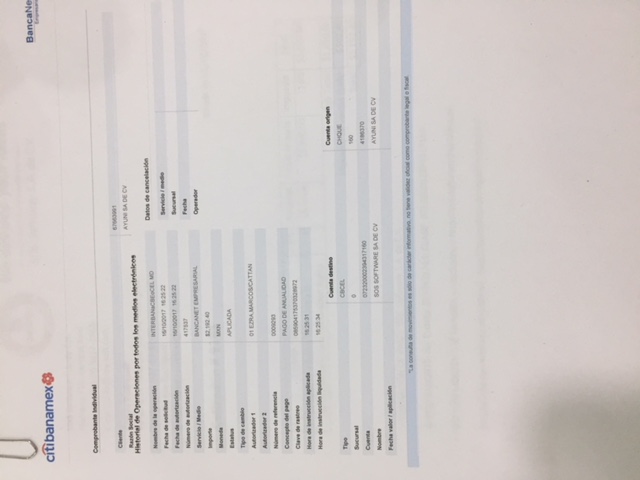 citibanamex
BancaNe
Empresaria
Comprobante Individual
Cliente 67663991
Razón Social AYUNI SA DE CV
Historial de Operaciones por todos los medios electrónicos
Datos de cancelación
Nombre de la operación INTERBANaCBEoCEL MO
Fecha de solicitud 16/10/2017 16:25:22
Fecha de autorización 16/10/2017 16:25:22
Número de autorización 417537
Servicio / Medio BANCANET EMPRESARIAL
Importe $2,192.40
Moneda MXN
Estatus APLICADA
Tipo de cambio
Autorizador 1 01 EZRA,MARCOS/CATTAN
Autorizador 2
Número de referencia 0009293
Concepto del pago PAGO DE ANUALIDAD
Clave de rastreo 085904175370528972
Hora de instrucción aplicada 16:25:31
Hora de instrucción liquidada 16:25:34
Servicio / medio
Sucursal
Fecha
Operador
Cuenta destino Cuenta origen
Tipo CBCEL CHQUE
Sucursal 0 160
Cuenta 072320002394317160 4186370
Nombre SOS SOFTWARE SA DE CV AYUNI SA DE CV
Fecha valor / aplicación
*La consulta de movimientos es sólo de carácter informativo, no tiene validez oficial como comprobante legal o fiscal